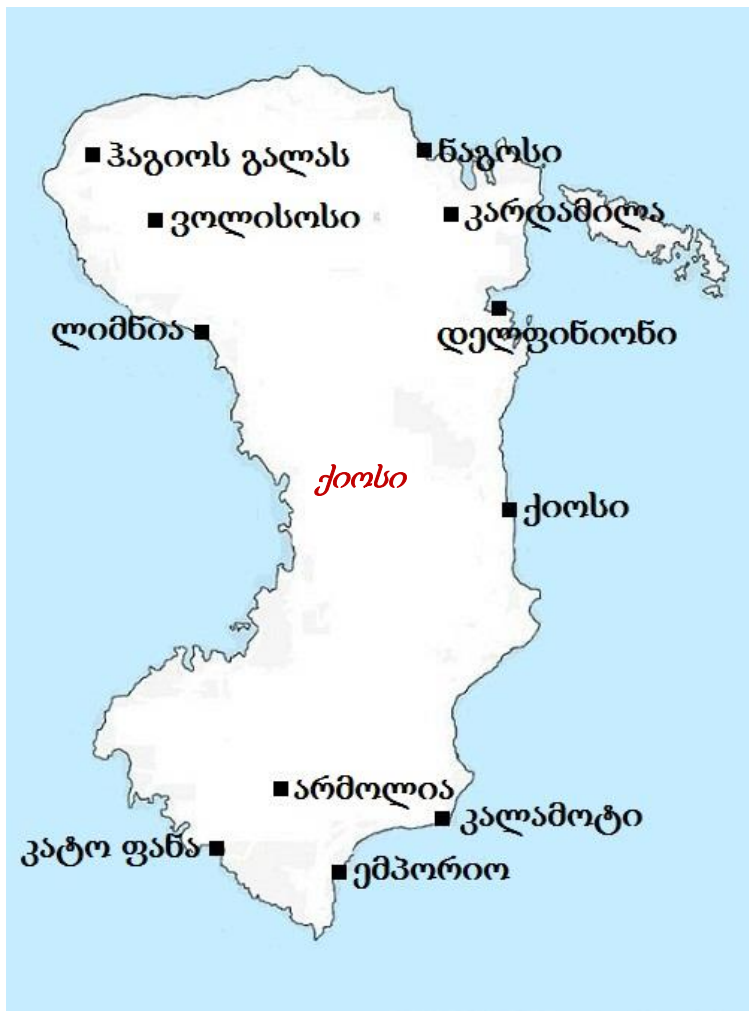 ჰაგიოს გალას
ნაგოსი
ვოლისოსი
კარდამილა
ლიმნია
დელფინიონი
ქიოსი
ქიოსი
არმოლია
კალამოტი
კატო ფანა
ემპორიო